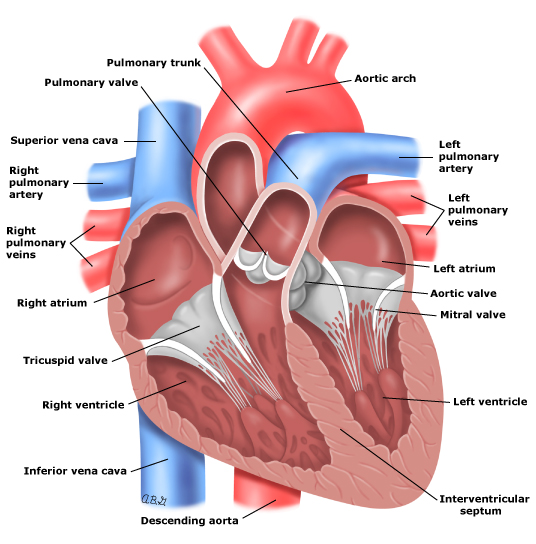 Pulmonary trunk
Pulmonary valve
Aortic arch
Superior vena cava
Left
pulmonary
artery
Right
pulmonary
artery
Left
pulmonary
veins
Right
pulmonary
veins
Left atrium
Aortic valve
Right atrium
Mitral valve
Tricuspid valve
Right ventricle
Left ventricle
Inferior vena cava
Interventricular
septum
Descending aorta